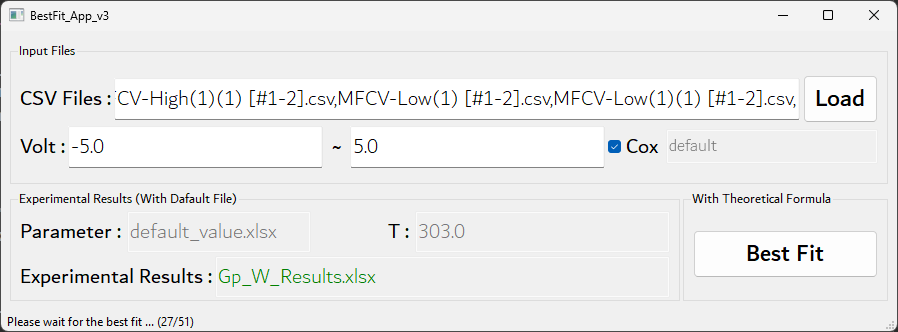 BestFit_App_v3
Input Files
CSV Files : CV-High(1)(1) [#1-2].csv,MFCV-Low(1) [#1-2].csv,MFCV-Low(1)(1) [#1-2].csv, Load
Volt : -5.0 ~ 5.0 Cox default
Experimental Results (With Dafault File)
With Theoretical Formula
Parameter : default_value.xlsx T : 303.0
Best Fit
Experimental Results : Gp_W_Results.xlsx
Please wait for the best fit ... (27/51)